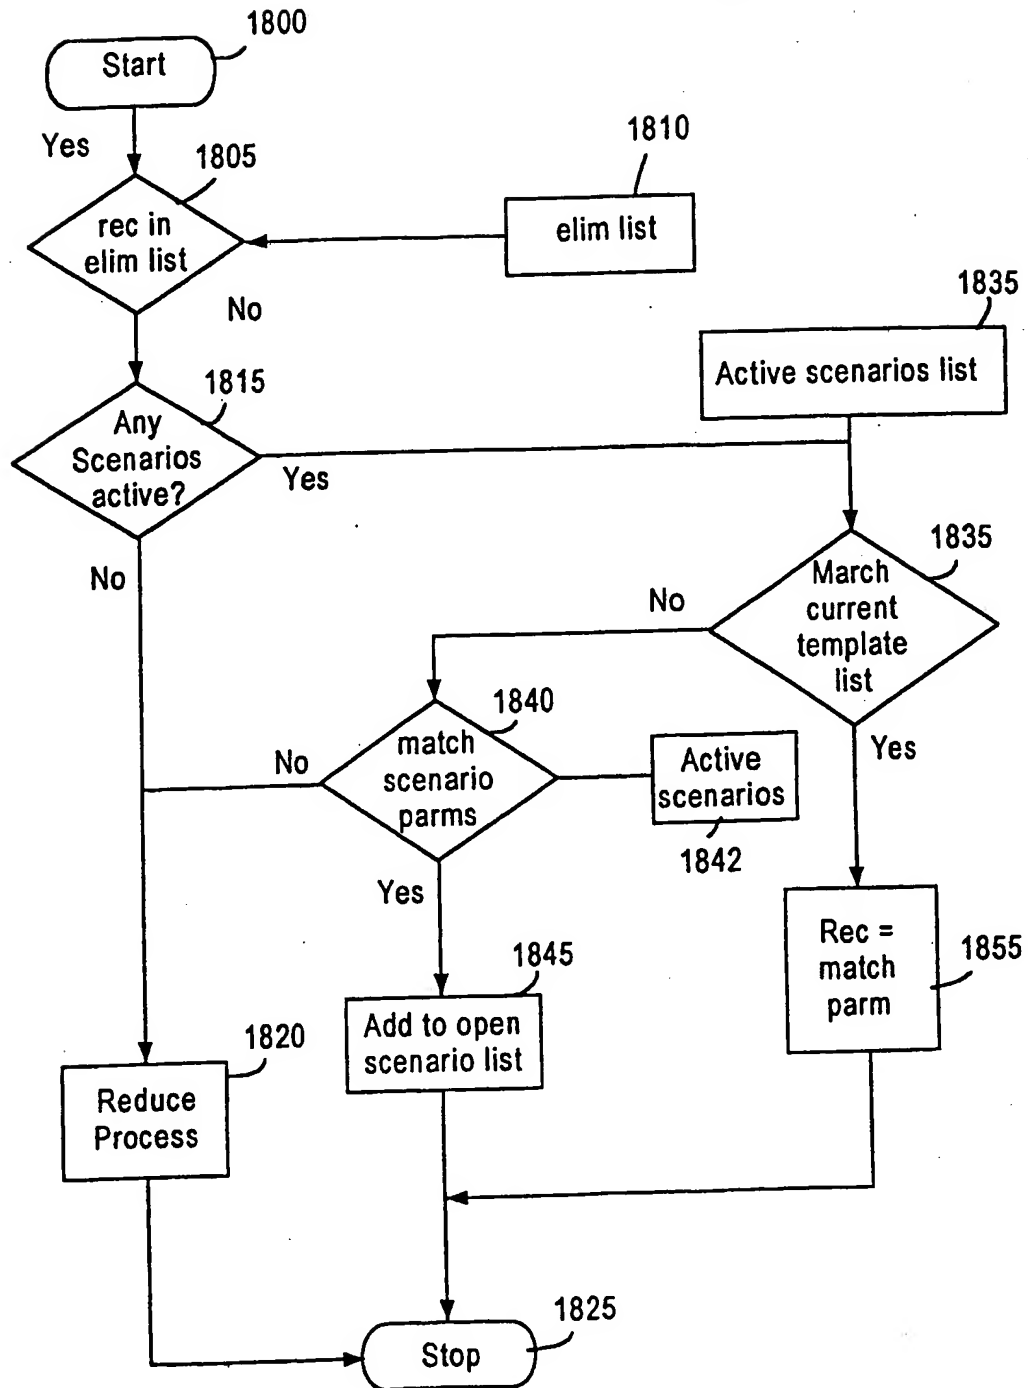 1800
Start
Yes
1805
1810
rec in
elim list
elim list
No
1835
Active scenarios list
1815
Any
Scenarios
active?
Yes
No
1835
March
current
template
list
No
Yes
1840
match
scenario
parms
No
Active
scenarios
1842
Yes
Rec =
match
parm
1855
1845
Add to open
scenario list
1820
Reduce
Process
1825
Stop